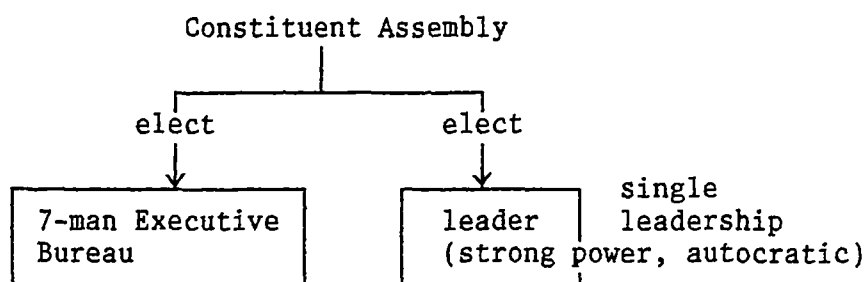 Constituent Assembly
elect elect
7-man Executive
Bureau
leader
(strong power, autocratic)
single
leadership